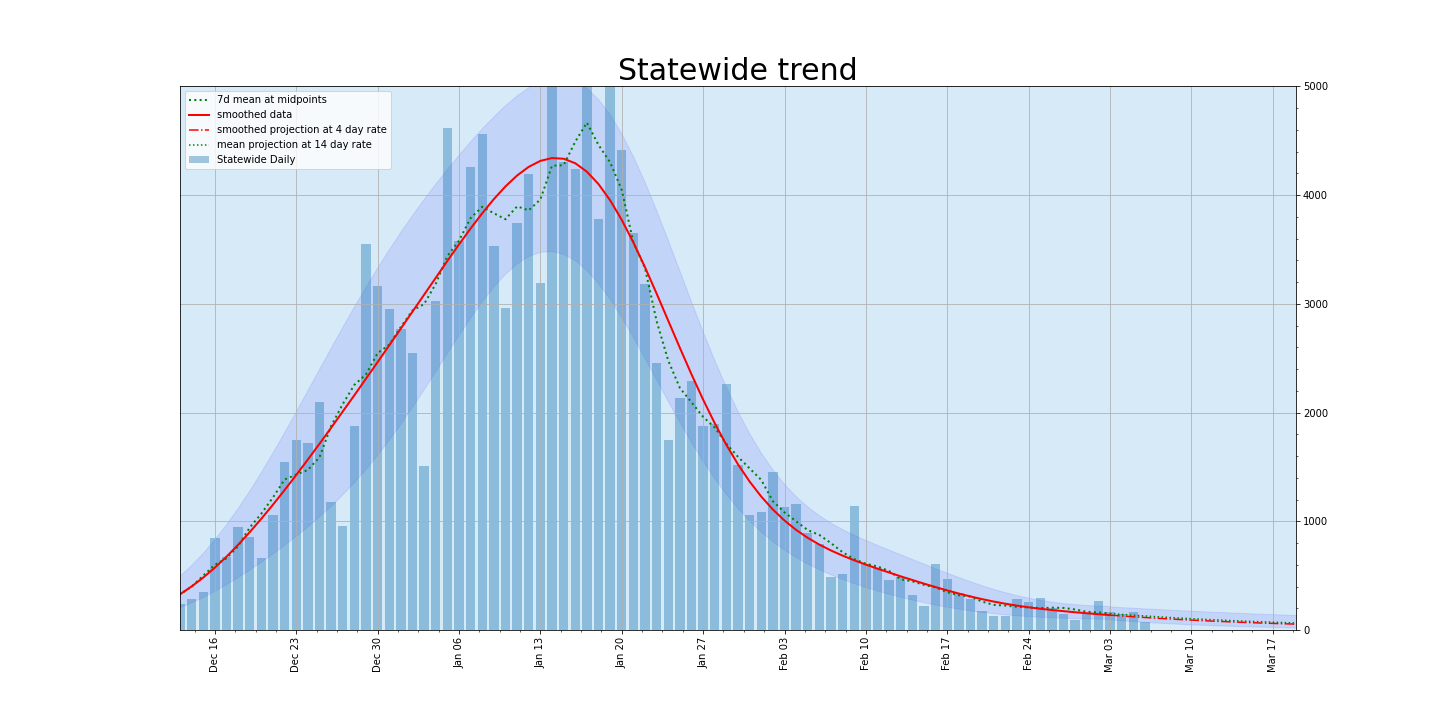 Statewide trend
7d mean at midpoints
smoothed data
smoothed projection at 4 day rate
mean projection at 14 day rate
Statewide Daily
5000
4000
3000
2000
1000
0
Dec 16
Dec 23
Dec 30
Jan 06
Jan 13
Jan 20
Jan 27
Feb 03
Feb 10
Feb 17
Feb 24
Mar 03
Mar 10
Mar 17